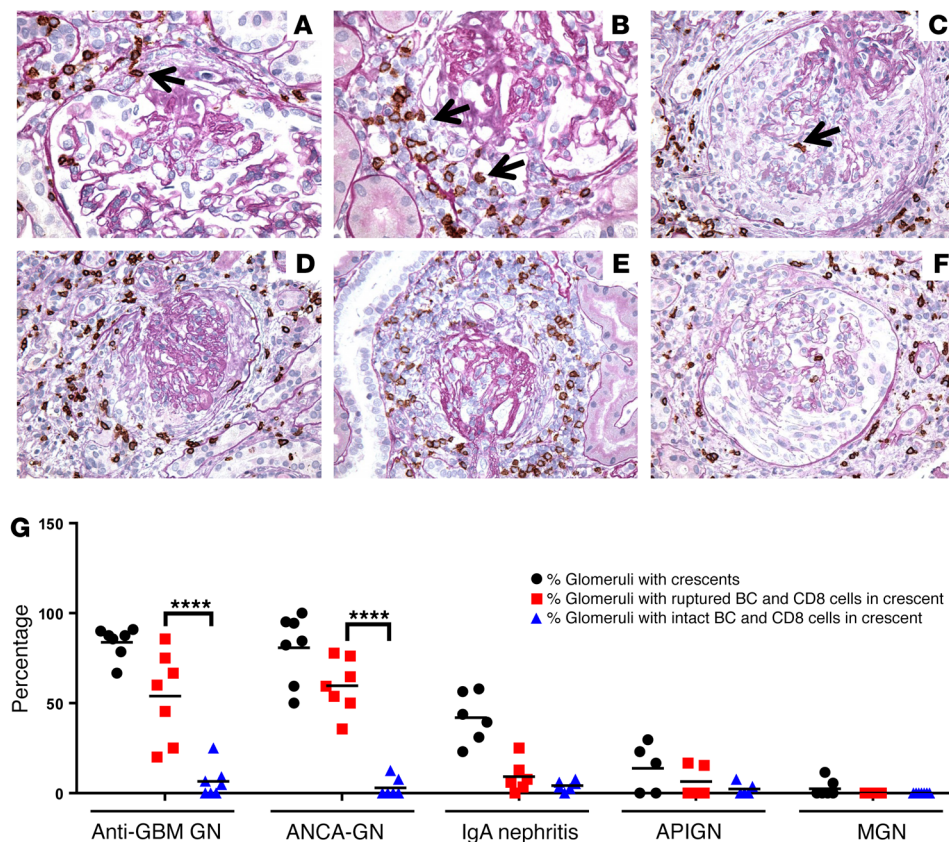 A
B
C
D
E
F
G
150
100
50
0
Percentage
****
****
% Glomeruli with crescents
% Glomeruli with ruptured BC and CD8 cells in crescent
% Glomeruli with intact BC and CD8 cells in crescent
Anti-GBM GN
ANCA-GN
IgA nephritis
APIGN
MGN